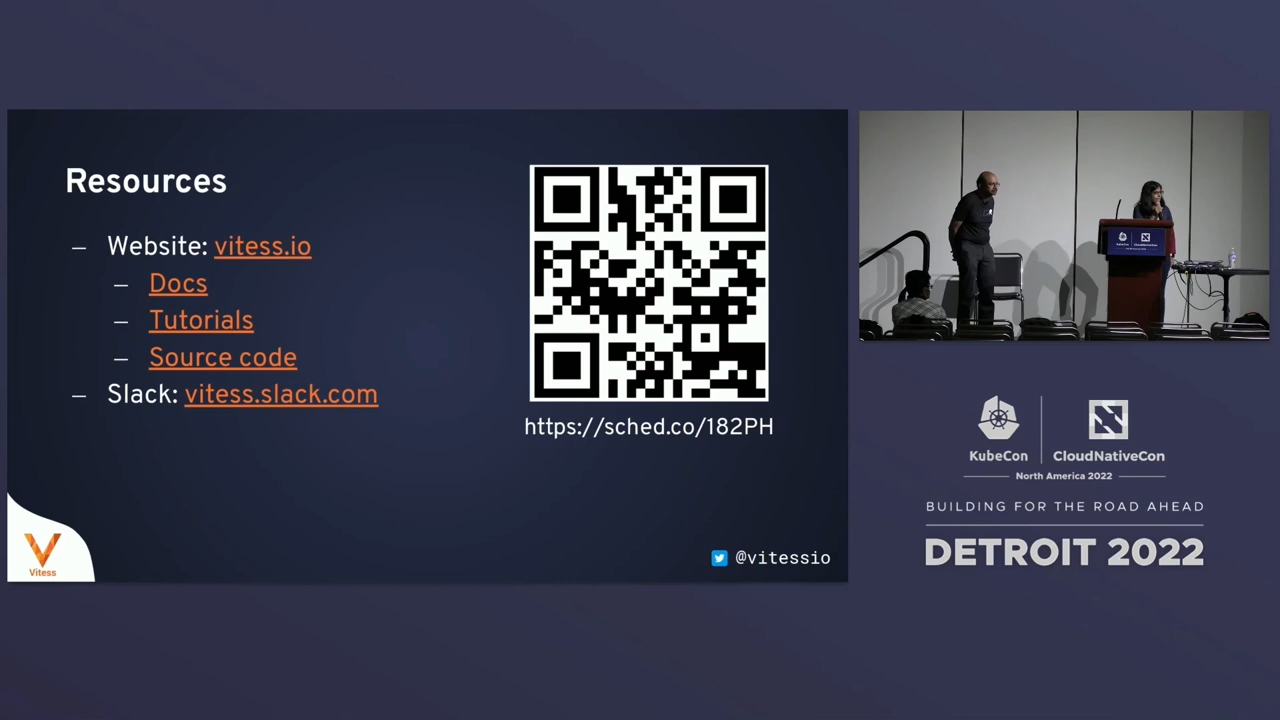 Resources
– Website: vitess.io
– Docs
– Tutorials
– Source code
– Slack: vitess.slack.com
https://sched.co/182PH
Vitess
@vitessio
KubeCon
CloudNativeCon
North America 2022
BUILDING FOR THE ROAD AHEAD
DETROIT 2022